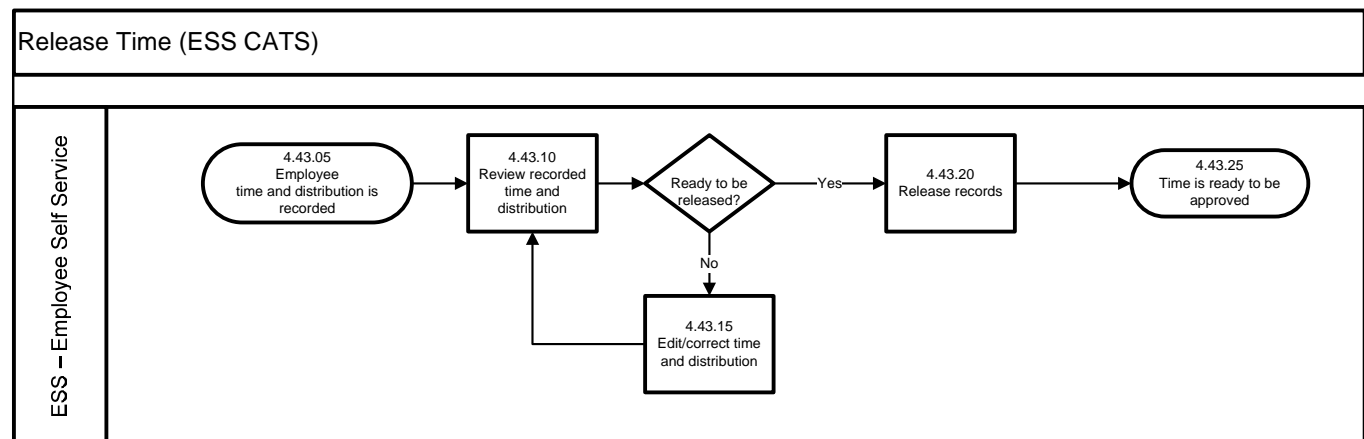 Release Time (ESS CATS)
ESS – Employee Self Service
4.43.05
Employee
time and distribution is
recorded
4.43.10
Review recorded
time and
distribution
Ready to be
released?
Yes
4.43.20
Release records
4.43.25
Time is ready to be
approved
No
4.43.15
Edit/correct time
and distribution